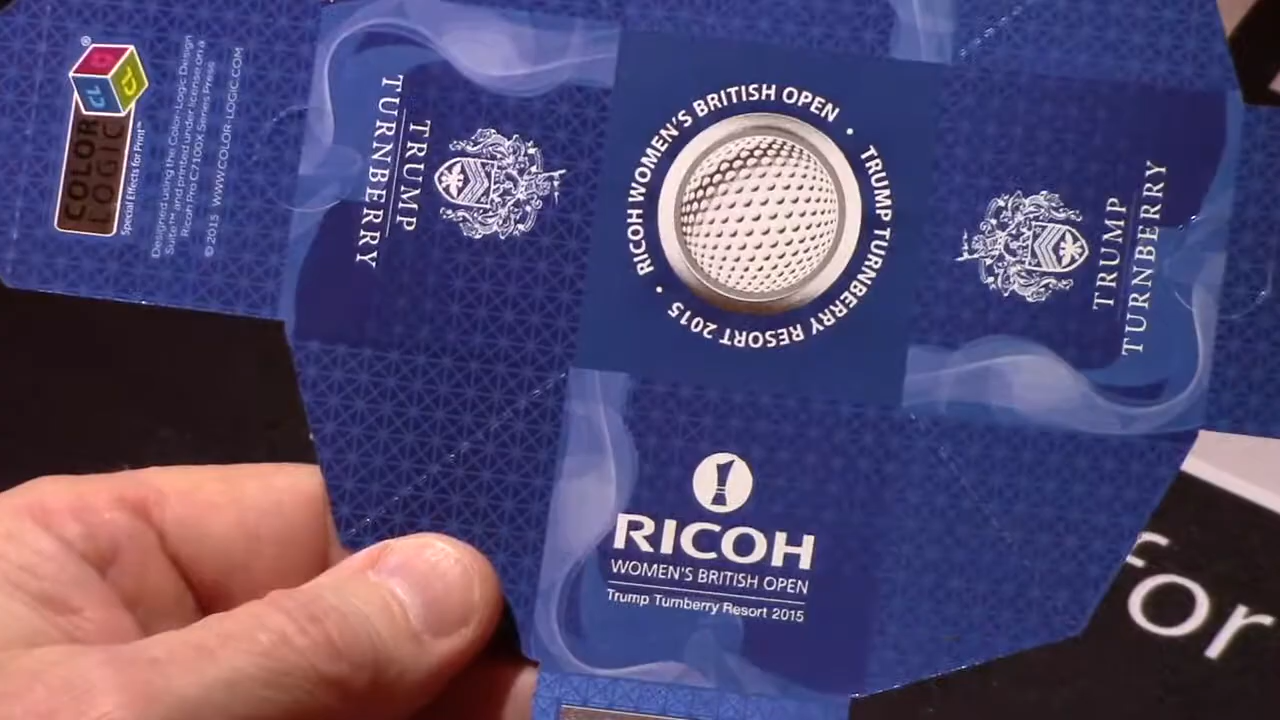 COLOR
LOGIC
®
CL
Special Effects for Print™
Designed using the Color-Logic Design
Suite™ and printed under license on a
Ricoh Pro C7100X Series Press
© 2015 WWW.COLOR-LOGIC.COM
TRUMP
TURNBERRY
RICOH WOMEN'S BRITISH OPEN • TRUMP TURNBERRY RESORT 2015 •
TRUMP
TURNBERRY
RICOH
WOMEN'S BRITISH OPEN
Trump Turnberry Resort 2015
for